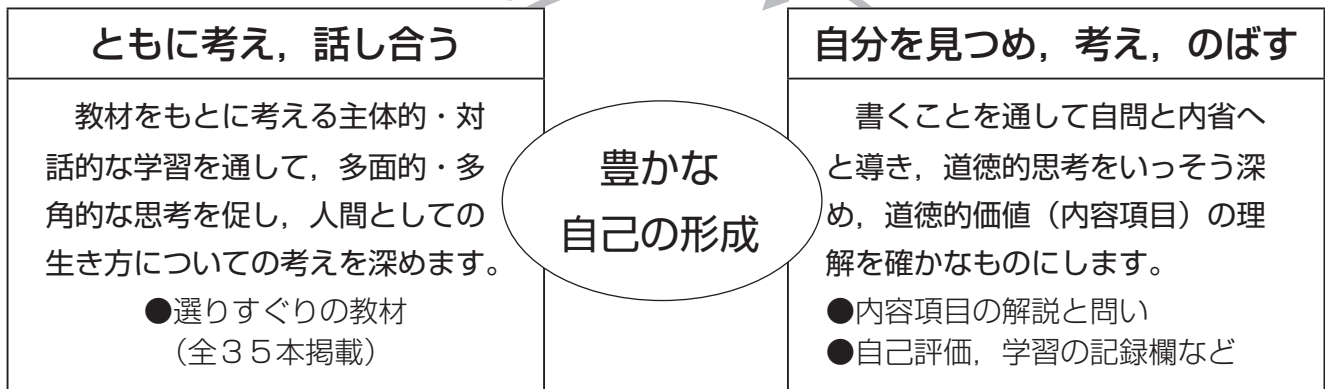 ともに考え，話し合う
教材をもとに考える主体的・対
話的な学習を通して，多面的・多
角的な思考を促し，人間としての
生き方についての考えを深めます。
●選りすぐりの教材
（全３５本掲載）
豊かな
自己の形成
自分を見つめ，考え，のばす
書くことを通して自問と内省へ
と導き，道徳的思考をいっそう深
め，道徳的価値（内容項目）の理
解を確かなものにします。
●内容項目の解説と問い
●自己評価，学習の記録欄など